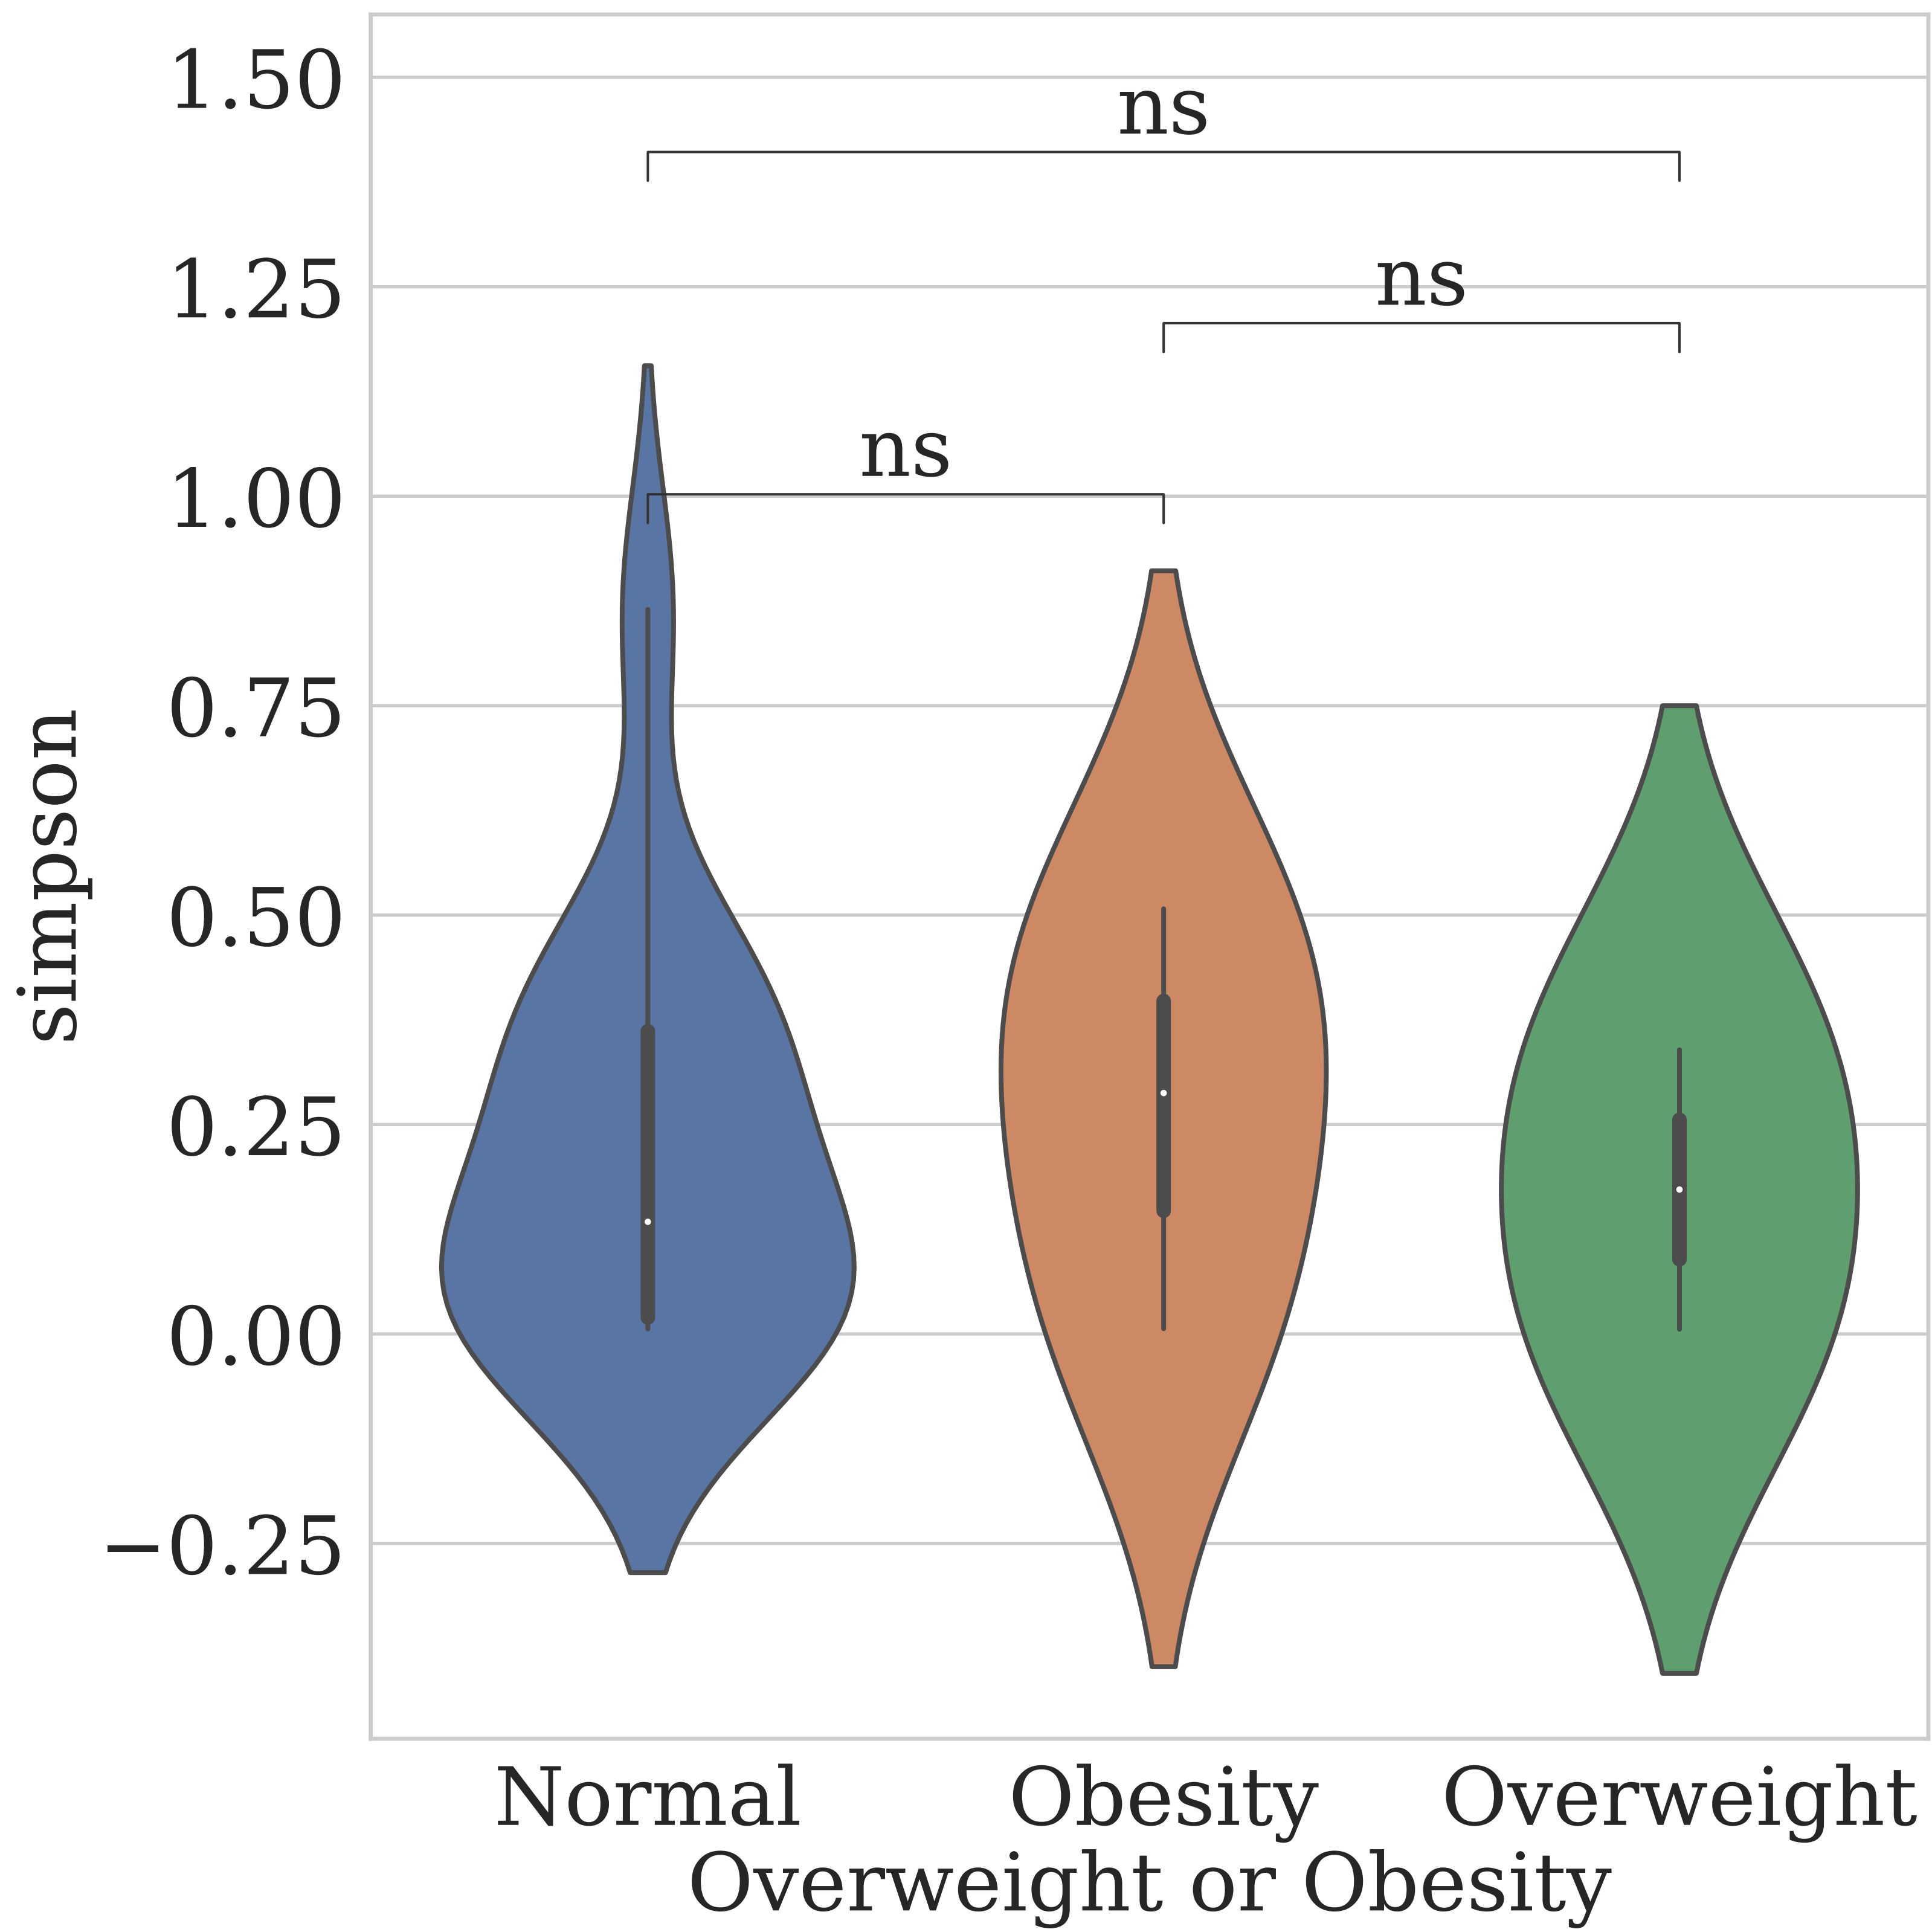 1.50
ns
1.25
ns
1.00
ns
0.75
simpson
0.50
0.25
0.00
−0.25
Normal Obesity Overweight
Overweight or Obesity